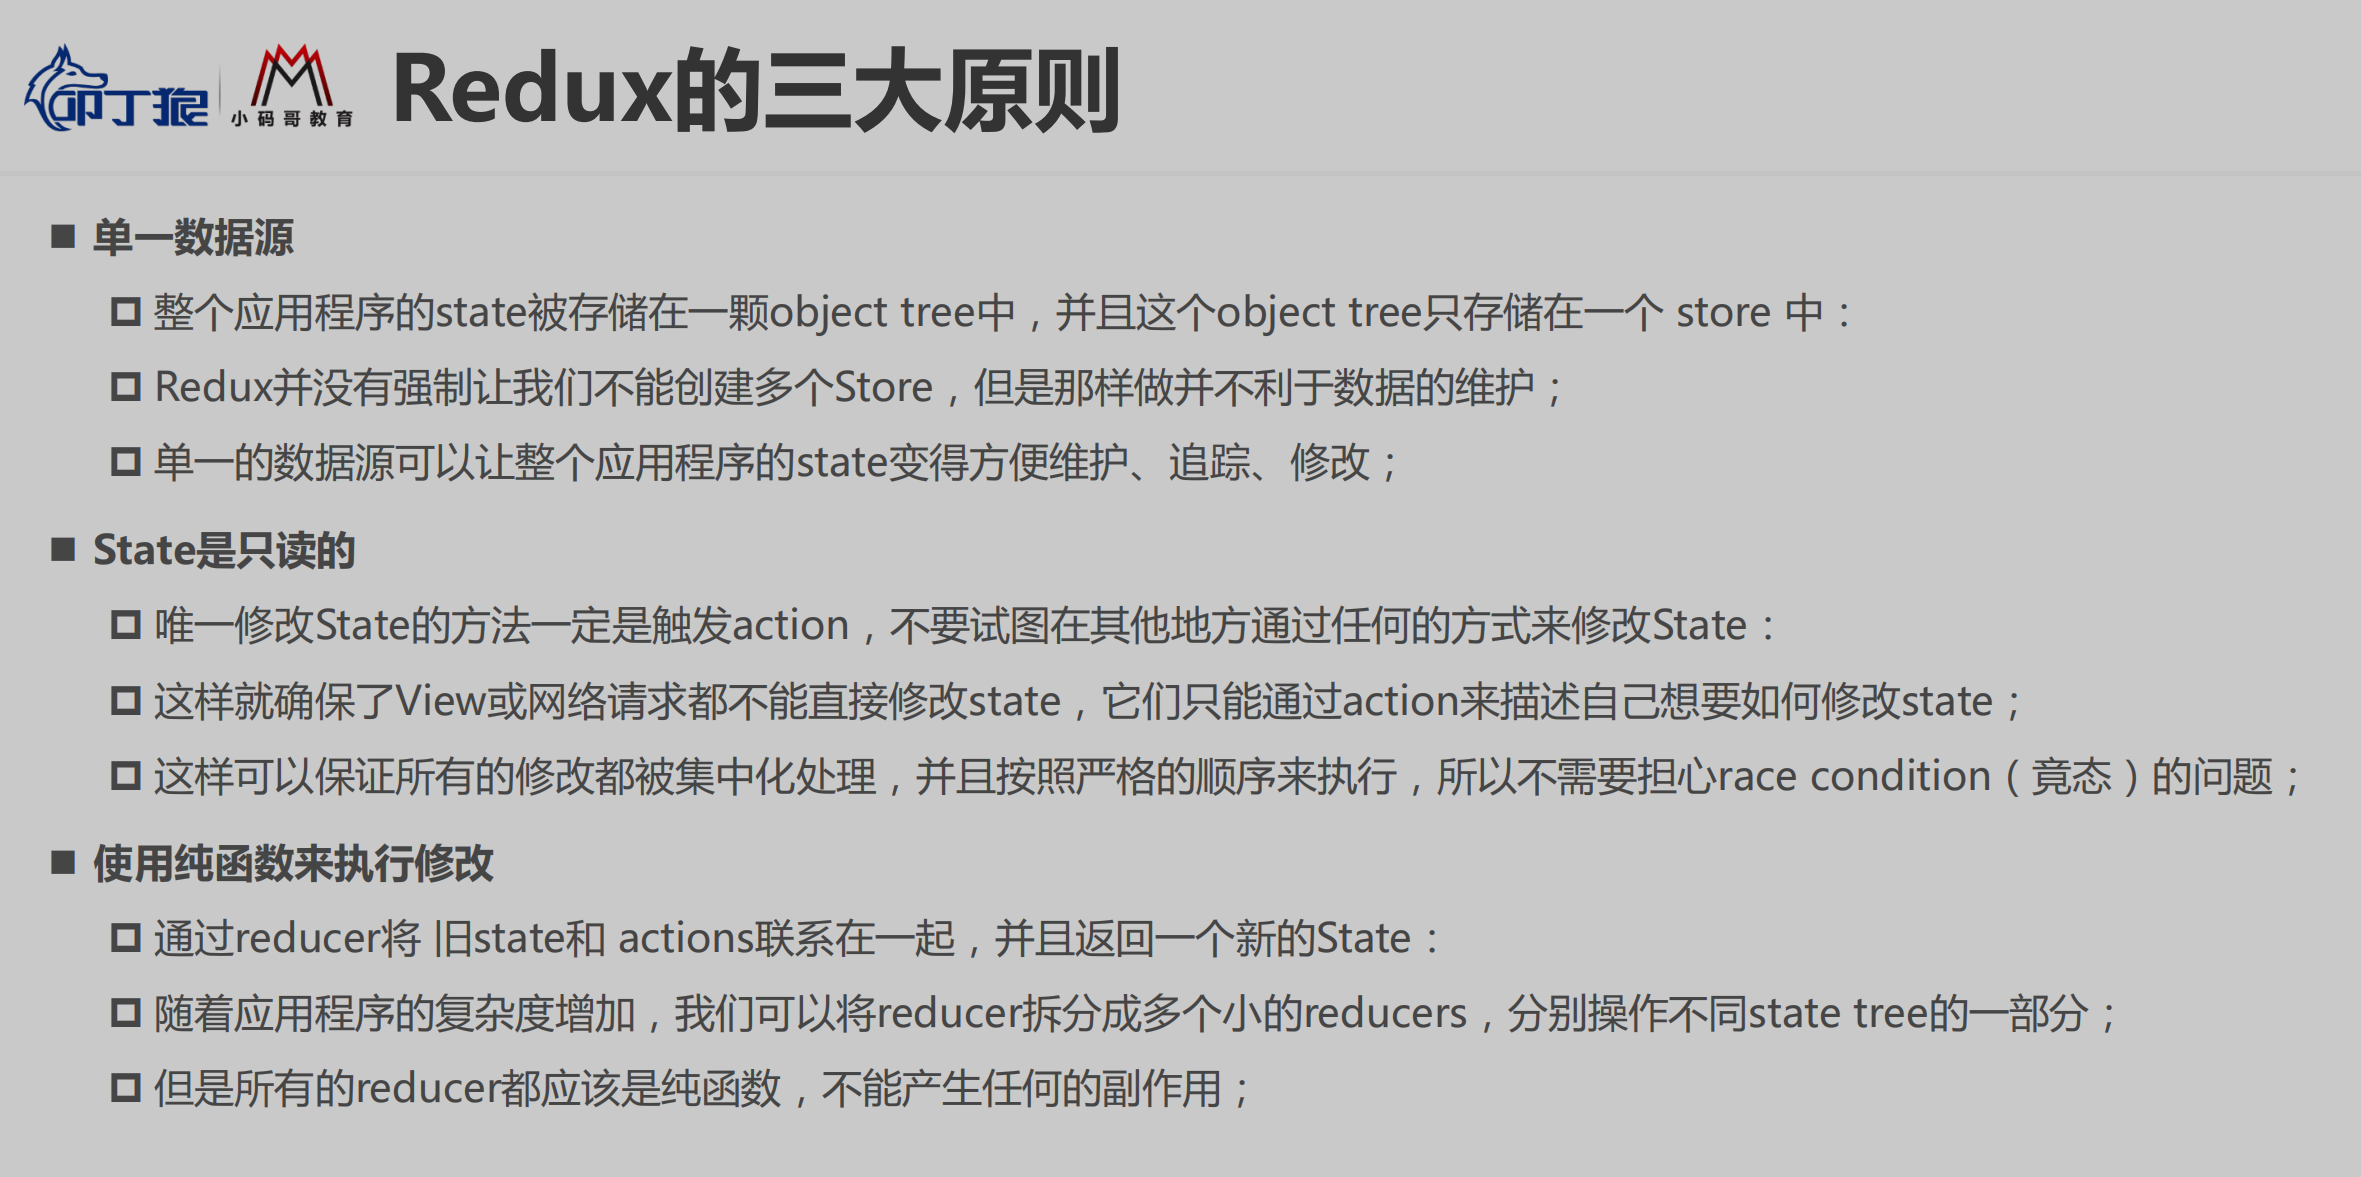 叩丁狼 小码哥教育 Redux的三大原则
单一数据源
整个应用程序的state被存储在一颗object tree中，并且这个object tree只存储在一个 store 中：
Redux并没有强制让我们不能创建多个Store，但是那样做并不利于数据的维护；
单一的数据源可以让整个应用程序的state变得方便维护、追踪、修改；
State是只读的
唯一修改State的方法一定是触发action，不要试图在其他地方通过任何的方式来修改State：
这样就确保了View或网络请求都不能直接修改state，它们只能通过action来描述自己想要如何修改state；
这样可以保证所有的修改都被集中化处理，并且按照严格的顺序来执行，所以不需要担心race condition（竟态）的问题；
使用纯函数来执行修改
通过reducer将 旧state和 actions联系在一起，并且返回一个新的State：
随着应用程序的复杂度增加，我们可以将reducer拆分成多个小的reducers，分别操作不同state tree的一部分；
但是所有的reducer都应该是纯函数，不能产生任何的副作用；